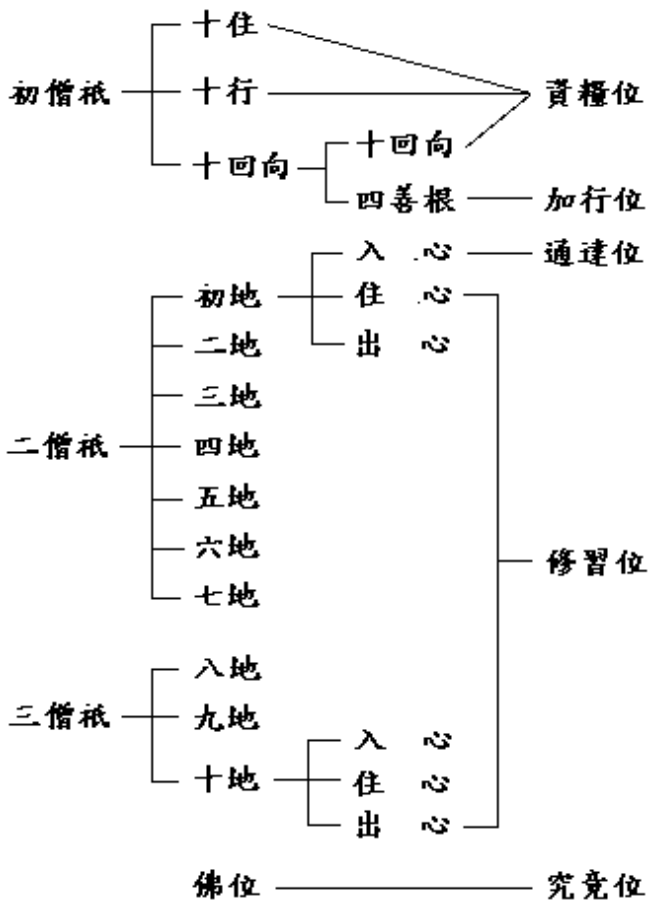 十住
初僧祇 十行 資糧位
十回向 十回向
四善根 加行位
入心 通達位
初地 住心
二地 出心
三地
二僧祇 四地
五地
六地 修習位
七地
八地
三僧祇 九地 入心
十地 住心
出心
佛位 究竟位